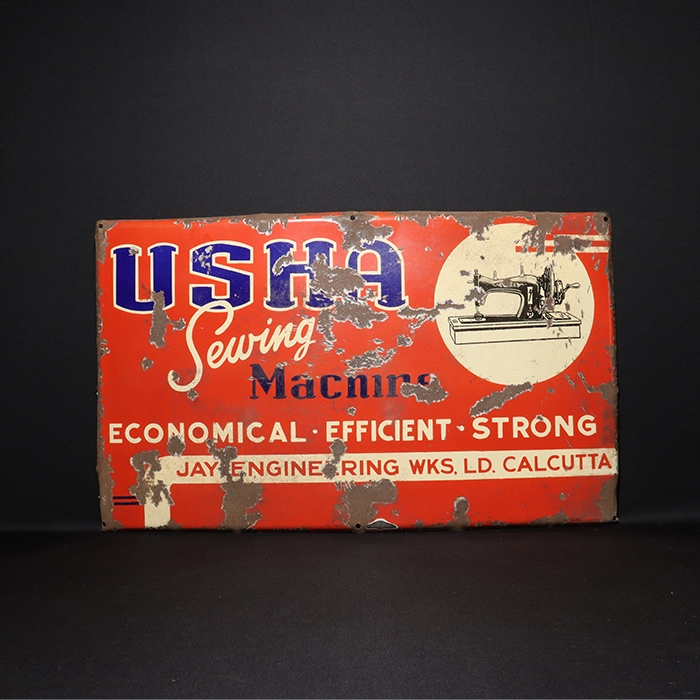 USHA
Sewing
Machine
ECONOMICAL · EFFICIENT · STRONG
JAY ENGINEERING WKS, LD. CALCUTTA